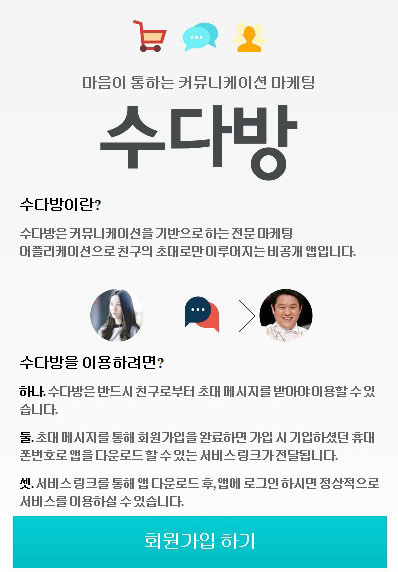 마음이 통하는 커뮤니케이션 마케팅
수다방
수다방이란?
수다방은 커뮤니케이션을 기반으로 하는 전문 마케팅
어플리케이션으로 친구의 초대로만 이루어지는 비공개 앱입니다.
수다방을 이용하려면?
하나. 수다방은 반드시 친구로부터 초대 메시지를 받아야 이용할 수 있
습니다.
둘. 초대 메시지를 통해 회원가입을 완료하면 가입 시 기입하셨던 휴대
폰번호로 앱을 다운로드 할 수 있는 서비스 링크가 전달됩니다.
셋. 서비스 링크를 통해 앱 다운로드 후, 앱에 로그인 하시면 정상적으로
서비스를 이용하실 수 있습니다.
회원가입 하기